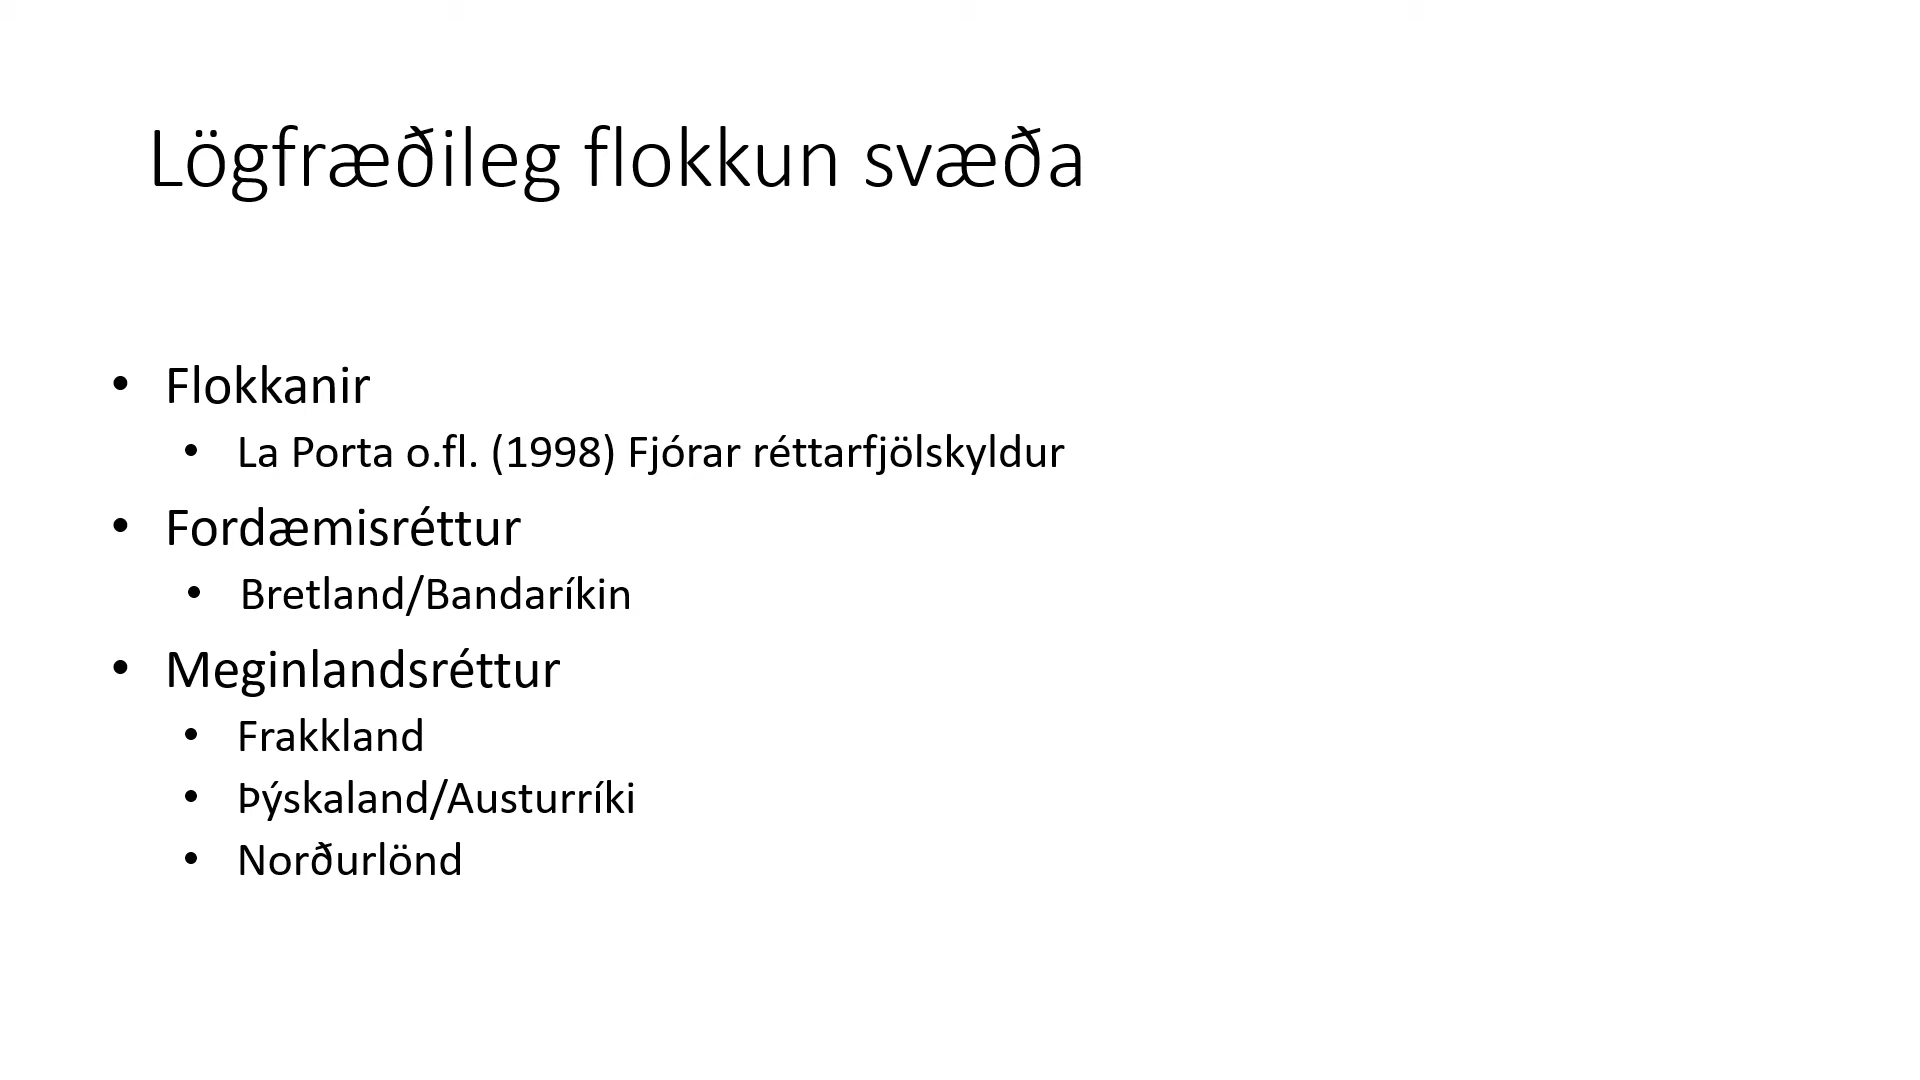 Lögfræðileg flokkun svæða
• Flokkanir
• La Porta o.fl. (1998) Fjórar réttarfjölskyldur
• Fordæmisréttur
• Bretland/Bandaríkin
• Meginlandsréttur
• Frakkland
• Þýskaland/Austurríki
• Norðurlönd